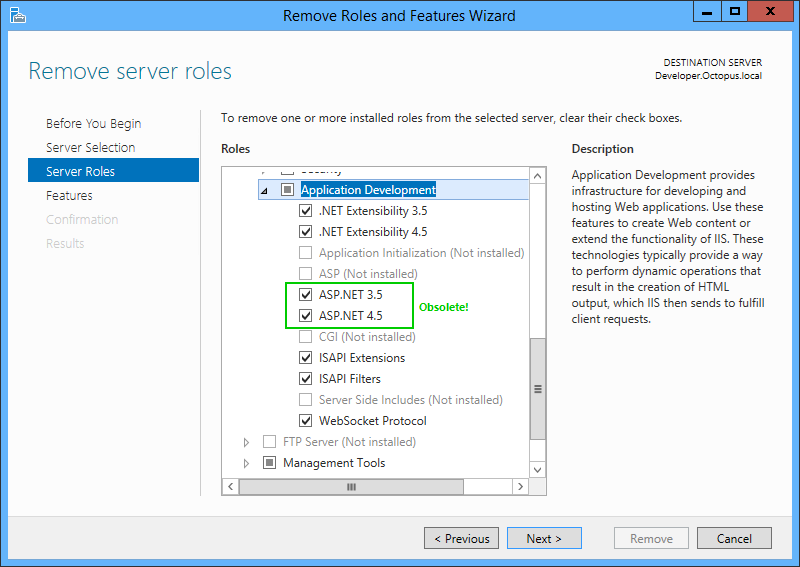 Remove Roles and Features Wizard
Remove server roles
DESTINATION SERVER
Developer.Octopus.local
Before You Begin
Server Selection
Server Roles
Features
Confirmation
Results
To remove one or more installed roles from the selected server, clear their check boxes.
Roles
Security
Application Development
.NET Extensibility 3.5
.NET Extensibility 4.5
Application Initialization (Not installed)
ASP (Not installed)
ASP.NET 3.5
ASP.NET 4.5
Obsolete!
CGI (Not installed)
ISAPI Extensions
ISAPI Filters
Server Side Includes (Not installed)
WebSocket Protocol
FTP Server (Not installed)
Management Tools
Description
Application Development provides
infrastructure for developing and
hosting Web applications. Use these
features to create Web content or
extend the functionality of IIS. These
technologies typically provide a way
to perform dynamic operations that
result in the creation of HTML
output, which IIS then sends to fulfill
client requests.
< Previous
Next >
Remove
Cancel